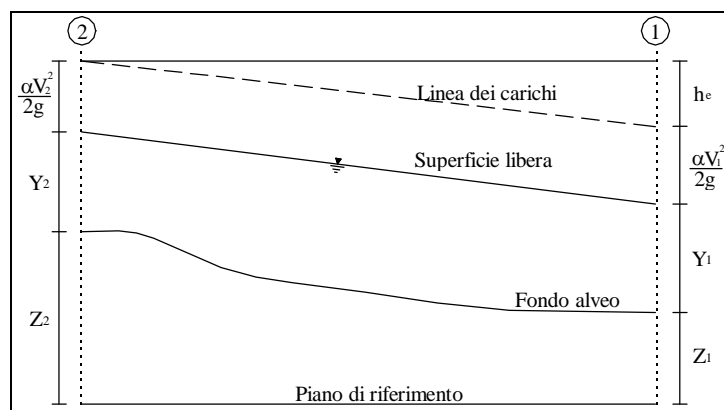 2
1
αV₂²
2g
Linea dei carichi
hₑ
Superficie libera
αV₁²
2g
Y₂
Y₁
Fondo alveo
Z₂
Z₁
Piano di riferimento